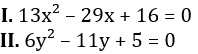 I. 13x² – 29x + 16 = 0
II. 6y² – 11y + 5 = 0